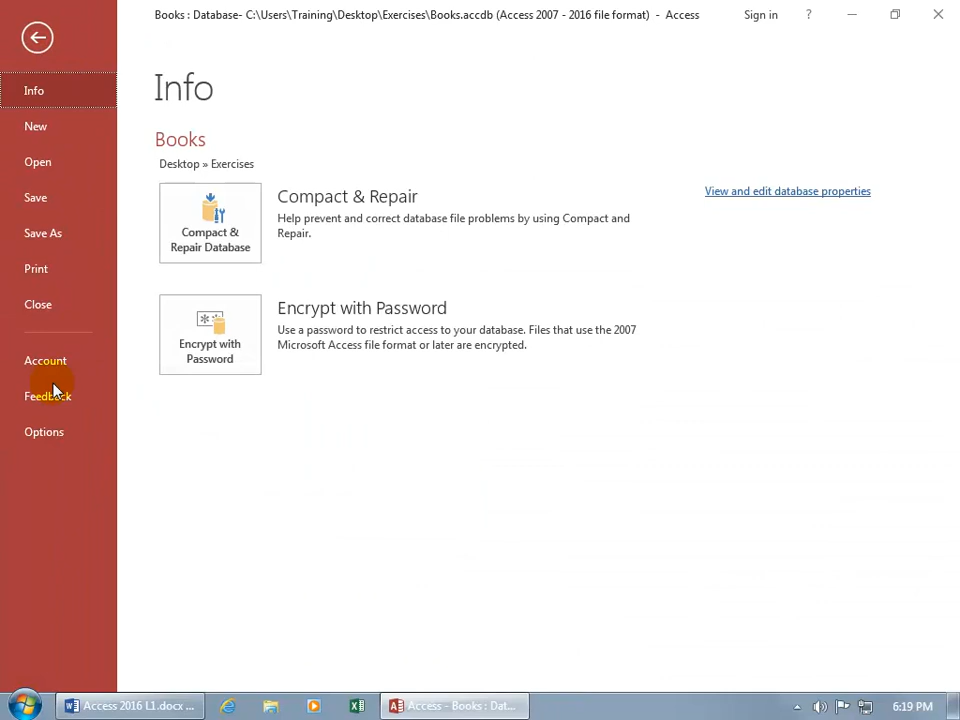 Books : Database- C:\Users\Training\Desktop\Exercises\Books.accdb (Access 2007 - 2016 file format) - Access
Sign in
?
Info
New
Open
Save
Save As
Print
Close
Account
Feedback
Options
Info
Books
Desktop » Exercises
Compact &
Repair Database
Compact & Repair
Help prevent and correct database file problems by using Compact and
Repair.
View and edit database properties
Encrypt with
Password
Encrypt with Password
Use a password to restrict access to your database. Files that use the 2007
Microsoft Access file format or later are encrypted.
Access 2016 L1.docx ...
Access - Books : Dat...
6:19 PM